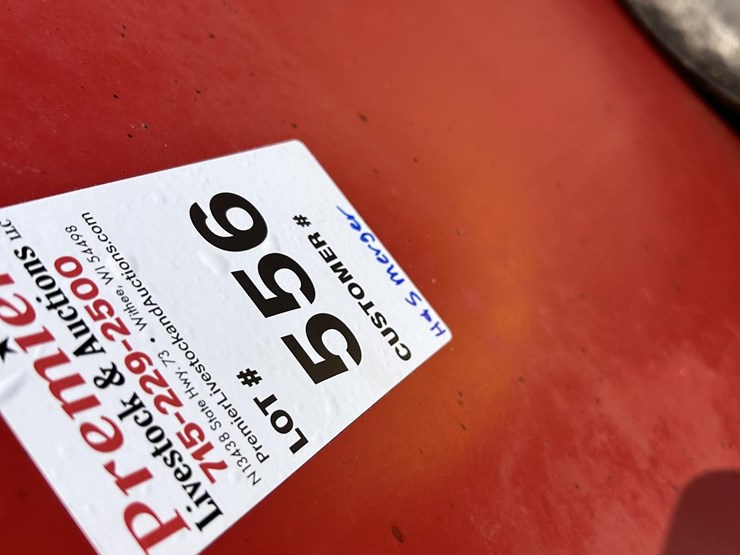 Premier
Livestock & Auctions LLC
715-229-2500
N13438 State Hwy. 73 • Withee, WI 54498
PremierLivestockandAuctions.com
LOT # 556
CUSTOMER#
H&S merger